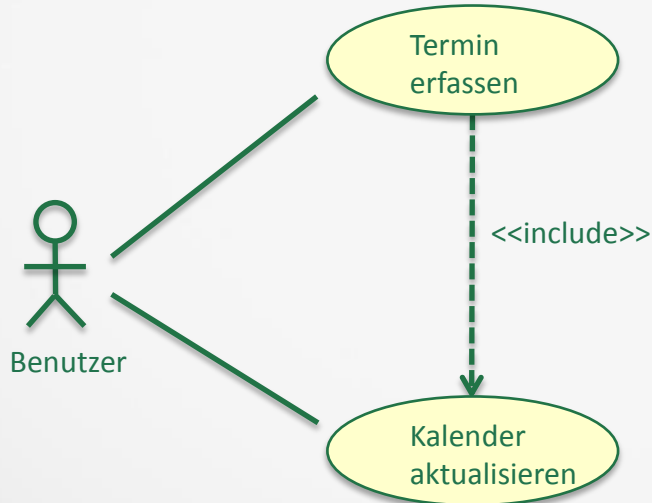 Termin
erfassen
<<include>>
Benutzer
Kalender
aktualisieren